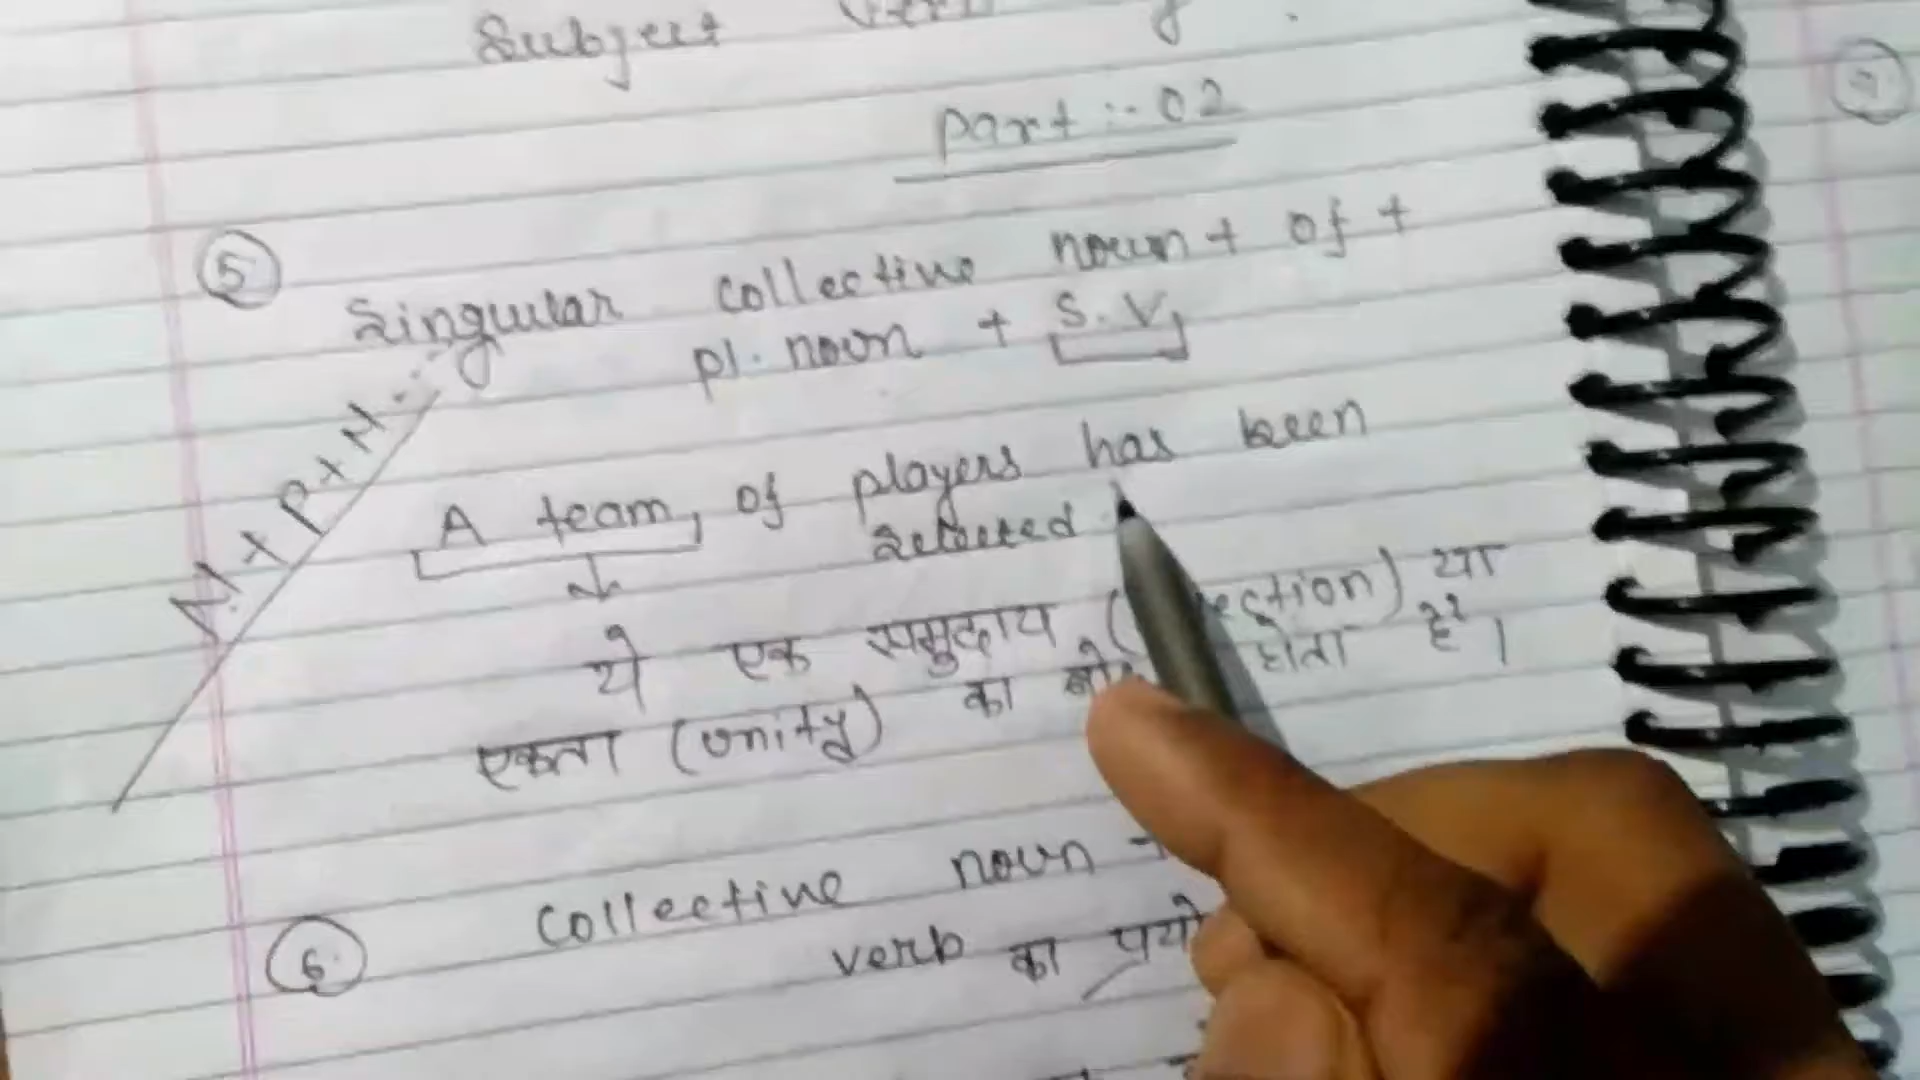 Subject
Part :- 02
5
Singular collective noun + of +
pl. noun + S.V,
A team, of players has been
selected
ये एक समुदाय ection) या
एकता (unity) का होता है।
6.
Collective noun +
verb का